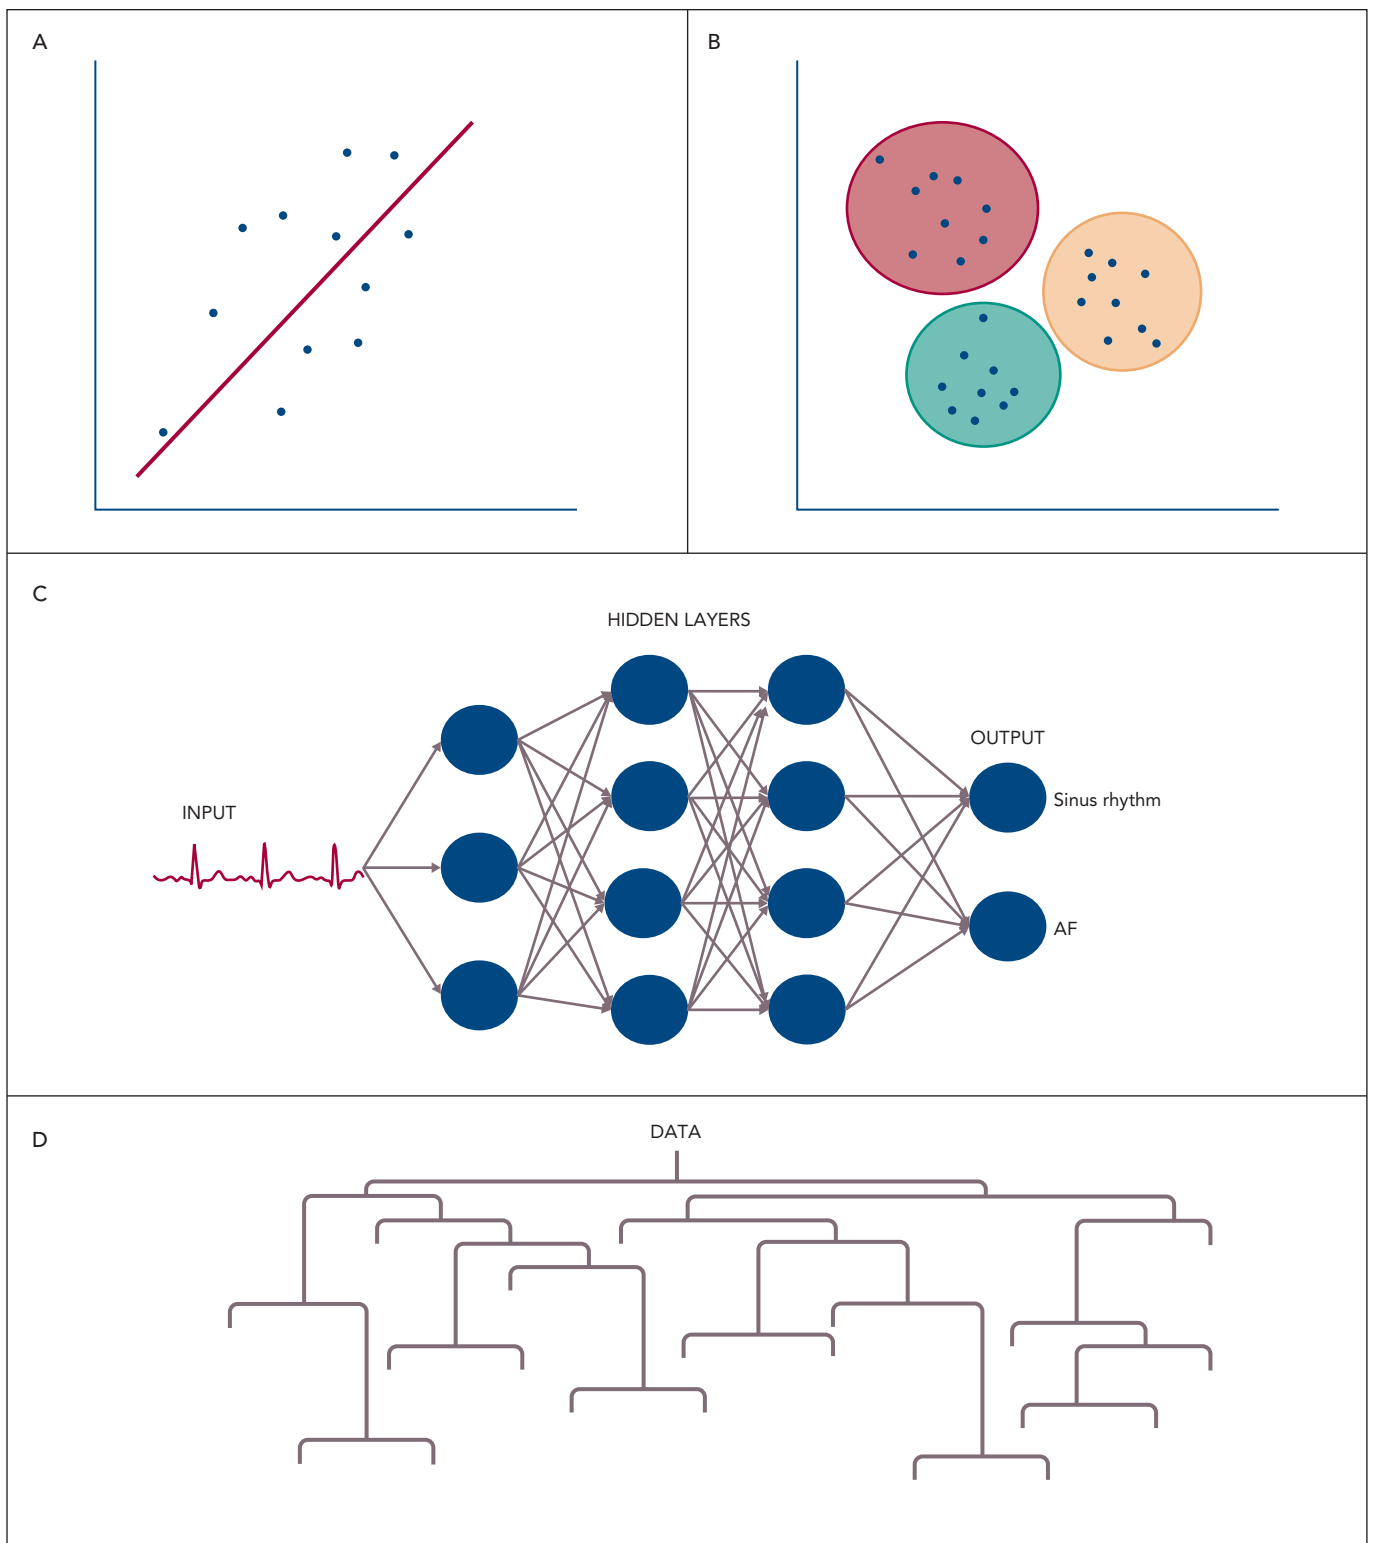 A
B
C
HIDDEN LAYERS
OUTPUT
Sinus rhythm
INPUT
AF
D
DATA